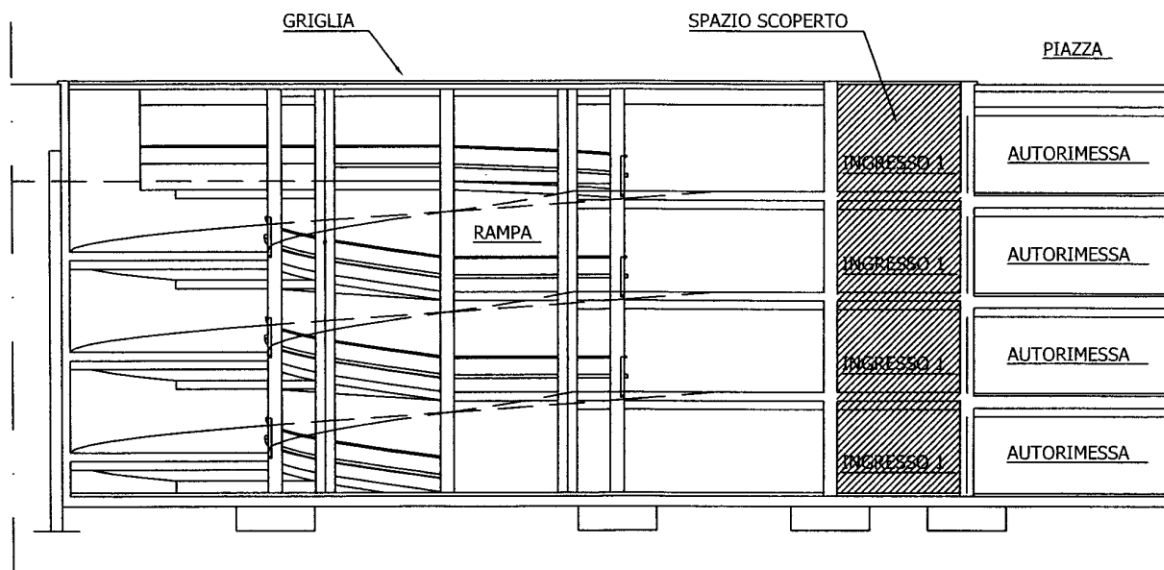 GRIGLIA
SPAZIO SCOPERTO
PIAZZA
INGRESSO 1
AUTORIMESSA
RAMPA
INGRESSO 1
AUTORIMESSA
INGRESSO 1
AUTORIMESSA
INGRESSO 1
AUTORIMESSA